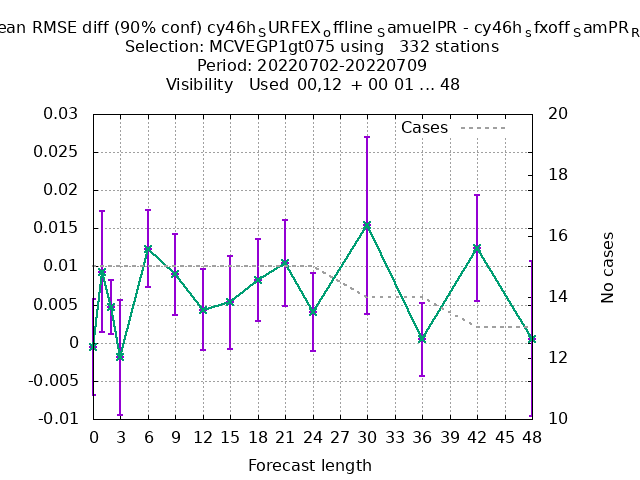 ean RMSE diff (90% conf) cy46h_SURFEX_offline_SamuelPR - cy46h_sfxoff_SamPR_R
Selection: MCVEGP1gt075 using 332 stations
Period: 20220702-20220709
Visibility Used 00,12 + 00 01 ... 48
0.03
0.025
0.02
0.015
0.01
0.005
0
-0.005
-0.01
Cases
20
18
16
14
12
10
No cases
0 3 6 9 12 15 18 21 24 27 30 33 36 39 42 45 48
Forecast length